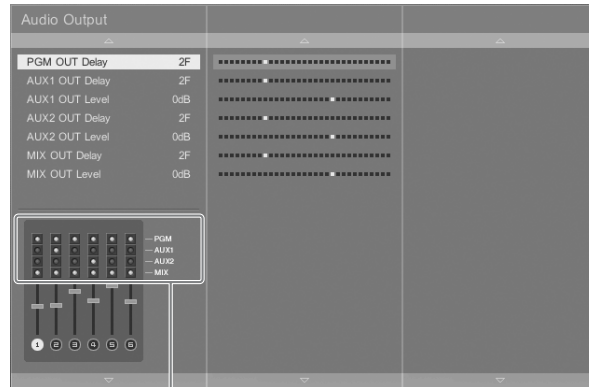 Audio Output
PGM OUT Delay 2F
AUX1 OUT Delay 2F
AUX1 OUT Level 0dB
AUX2 OUT Delay 2F
AUX2 OUT Level 0dB
MIX OUT Delay 2F
MIX OUT Level 0dB
PGM
AUX1
AUX2
MIX
1 2 3 4 5 6